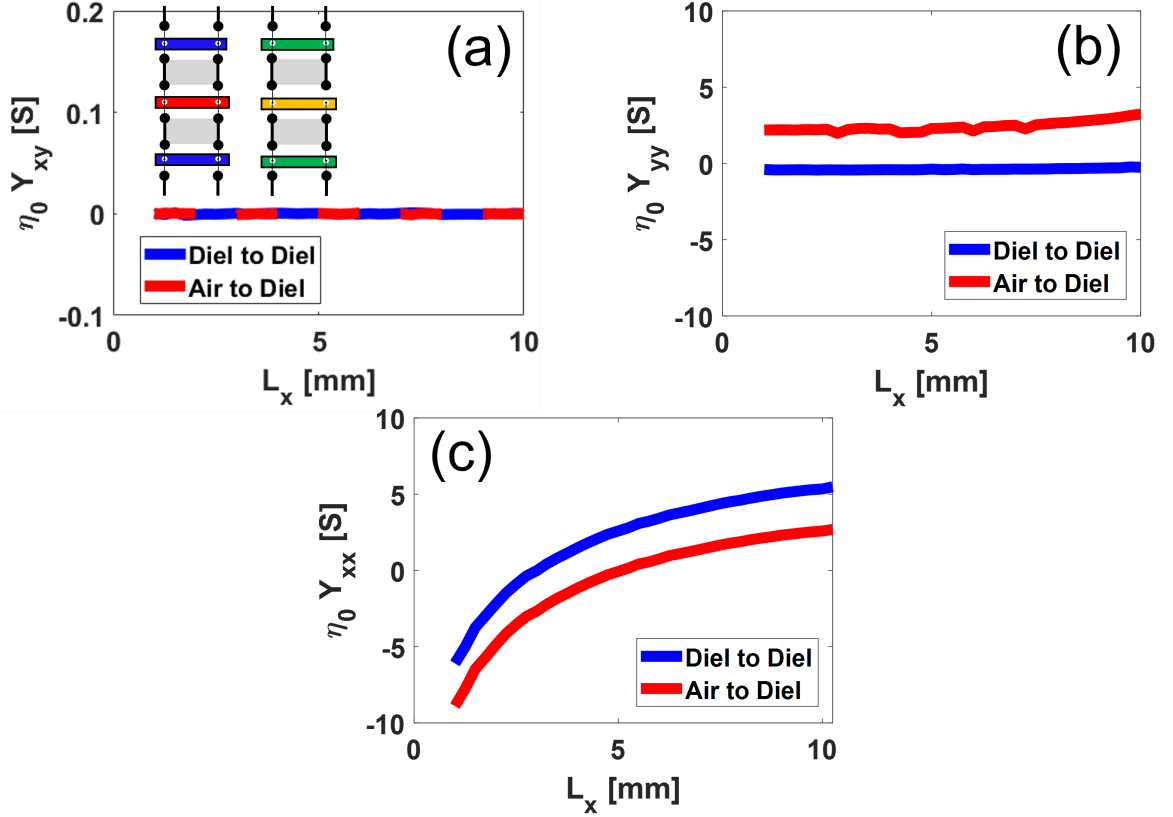 (a)
η0 Yxy [S]
0.2
0.1
0
-0.1
0
5
10
Lx [mm]
Diel to Diel
Air to Diel
(b)
η0 Yyy [S]
10
5
0
-5
-10
0
5
10
Lx [mm]
Diel to Diel
Air to Diel
(c)
η0 Yxx [S]
10
5
0
-5
-10
0
5
10
Lx [mm]
Diel to Diel
Air to Diel